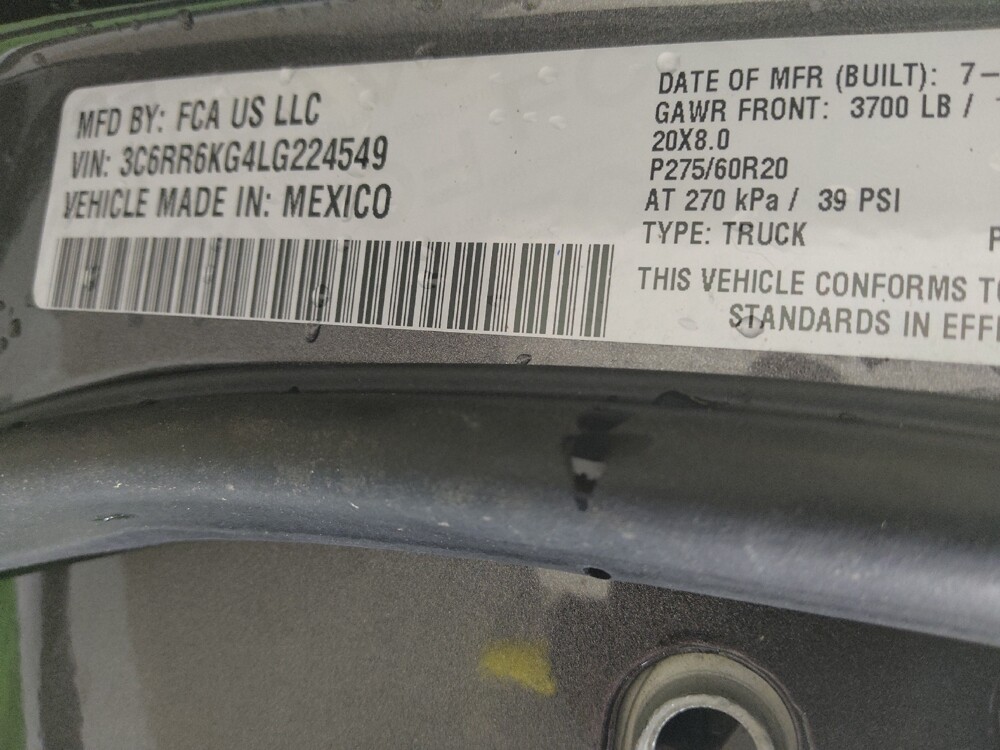 MFD BY: FCA US LLC
VIN: 3C6RR6KG4LG224549
VEHICLE MADE IN: MEXICO
DATE OF MFR (BUILT): 7-
GAWR FRONT: 3700 LB /
20X8.0
P275/60R20
AT 270 kPa / 39 PSI
TYPE: TRUCK
THIS VEHICLE CONFORMS
STANDARDS IN